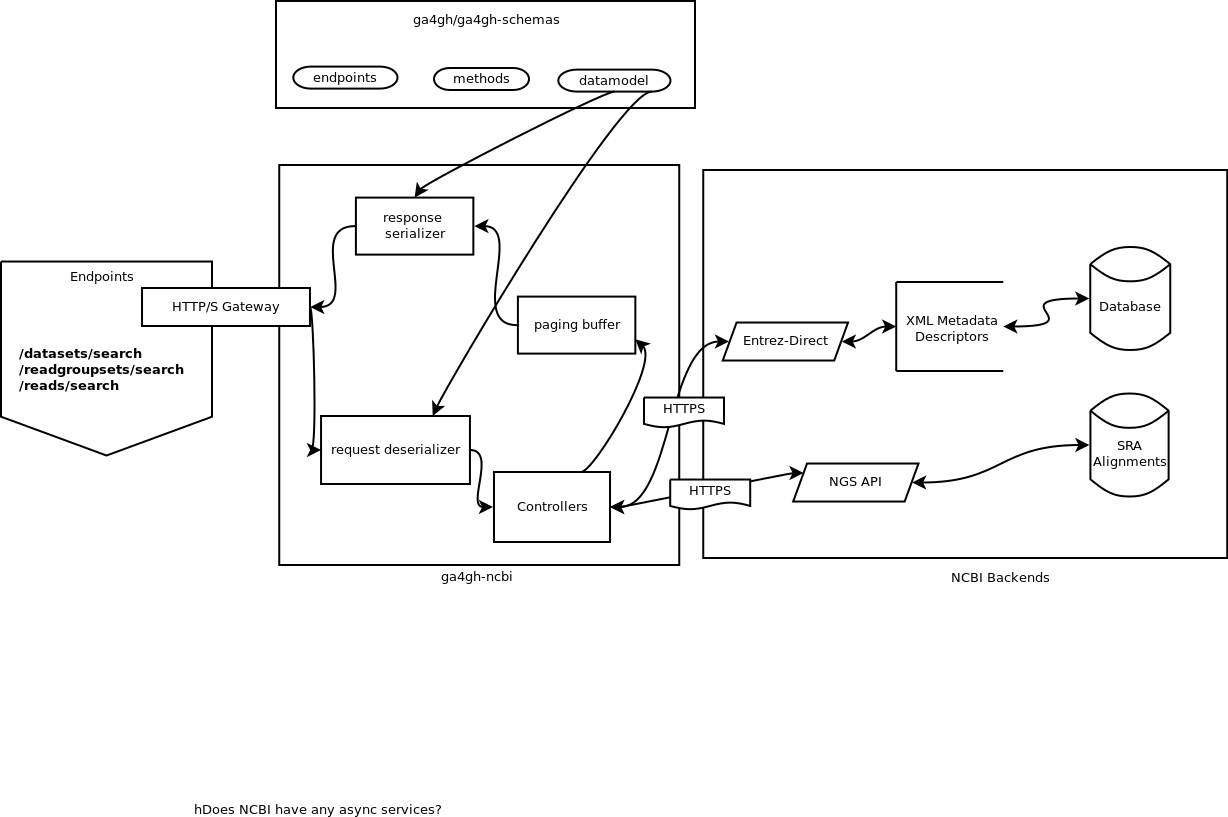 ga4gh/ga4gh-schemas
endpoints
methods
datamodel
response
serializer
Endpoints
HTTP/S Gateway
/datasets/search
/readgroupsets/search
/reads/search
paging buffer
request deserializer
Controllers
ga4gh-ncbi
HTTPS
HTTPS
Entrez-Direct
XML Metadata
Descriptors
Database
NGS API
SRA
Alignments
NCBI Backends
hDoes NCBI have any async services?